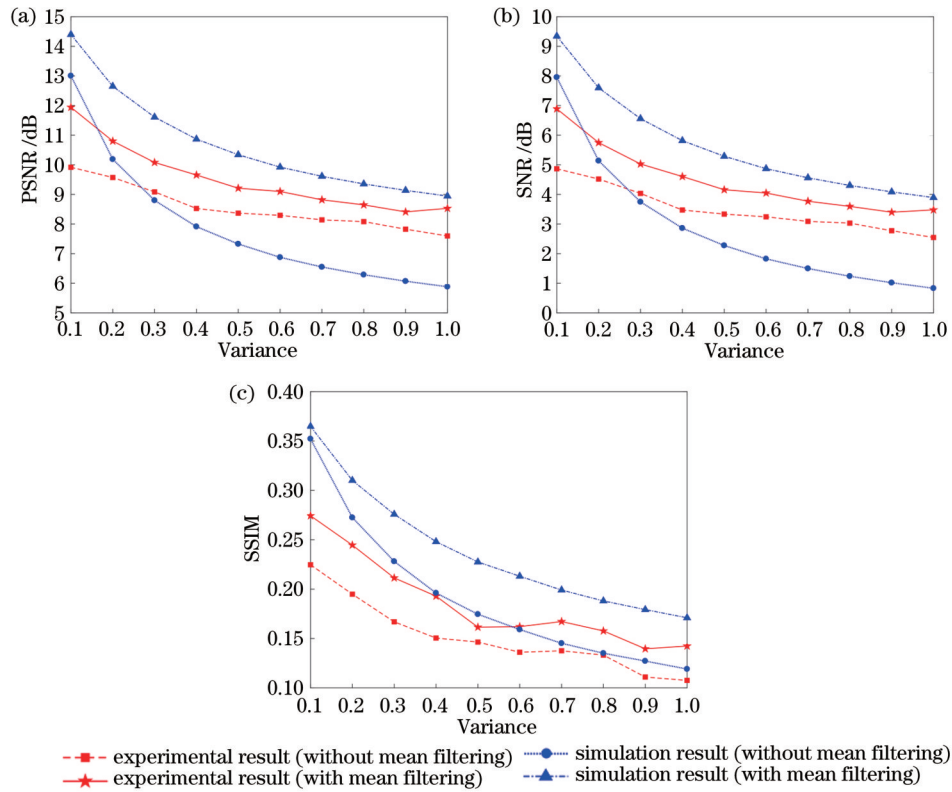 (a)
15
14
13
12
11
10
9
8
7
6
5
PSNR /dB
0.1 0.2 0.3 0.4 0.5 0.6 0.7 0.8 0.9 1.0
Variance
(b)
10
9
8
7
6
5
4
3
2
1
0
SNR /dB
0.1 0.2 0.3 0.4 0.5 0.6 0.7 0.8 0.9 1.0
Variance
(c)
0.40
0.35
0.30
0.25
0.20
0.15
0.10
SSIM
0.1 0.2 0.3 0.4 0.5 0.6 0.7 0.8 0.9 1.0
Variance
experimental result (without mean filtering)
experimental result (with mean filtering)
simulation result (without mean filtering)
simulation result (with mean filtering)